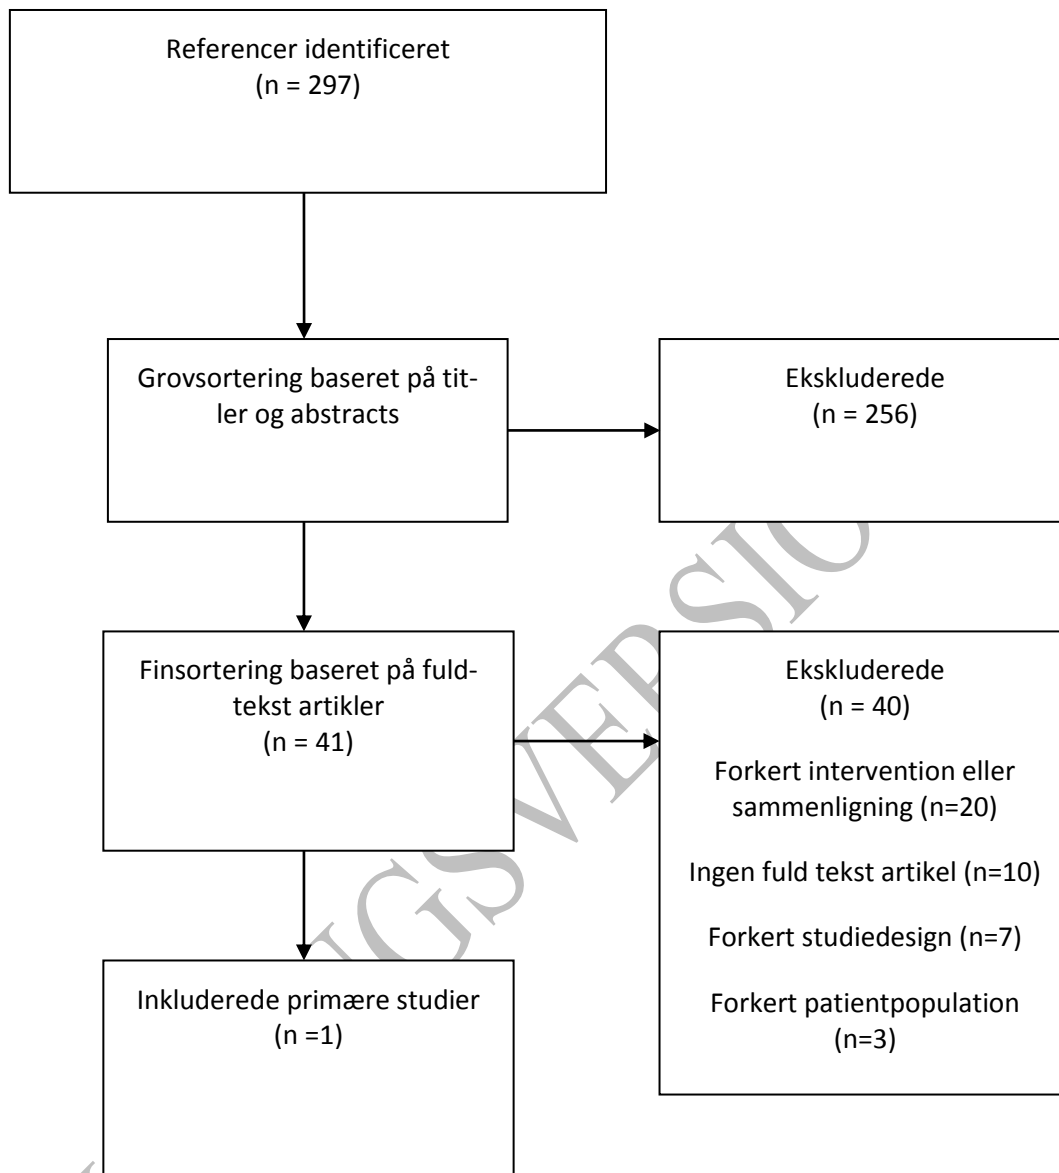 Referencer identificeret
(n = 297)
Grovsortering baseret på tit-
ler og abstracts
Ekskluderede
(n = 256)
Finsortering baseret på fuld-
tekst artikler
(n = 41)
Ekskluderede
(n = 40)
Forkert intervention eller
sammenligning (n=20)
Ingen fuld tekst artikel (n=10)
Forkert studiedesign (n=7)
Forkert patientpopulation
(n=3)
Inkluderede primære studier
(n =1)